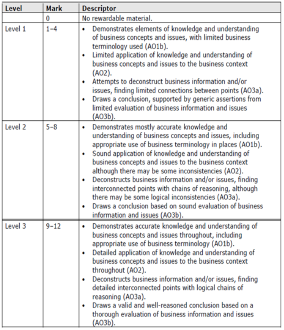 Level Mark Descriptor
0 No rewardable material.
Level 1 1–4 • Demonstrates elements of knowledge and understanding
of business concepts and issues, with limited business
terminology used (AO1b).
• Limited application of knowledge and understanding of
business concepts and issues to the business context
(AO2).
• Attempts to deconstruct business information and/or
issues, finding limited connections between points (AO3a).
• Draws a conclusion, supported by generic assertions from
limited evaluation of business information and issues
(AO3b).
Level 2 5–8 • Demonstrates mostly accurate knowledge and
understanding of business concepts and issues, including
appropriate use of business terminology in places (AO1b).
• Sound application of knowledge and understanding of
business concepts and issues to the business context
although there may be some inconsistencies (AO2).
• Deconstructs business information and/or issues, finding
interconnected points with chains of reasoning, although
there may be some logical inconsistencies (AO3a).
• Draws a conclusion based on sound evaluation of business
information and issues (AO3b).
Level 3 9–12 • Demonstrates accurate knowledge and understanding of
business concepts and issues throughout, including
appropriate use of business terminology (AO1b).
• Detailed application of knowledge and understanding of
business concepts and issues to the business context
throughout (AO2).
• Deconstructs business information and/or issues, finding
detailed interconnected points with logical chains of
reasoning (AO3a).
• Draws a valid and well-reasoned conclusion based on a
thorough evaluation of business information and issues
(AO3b).